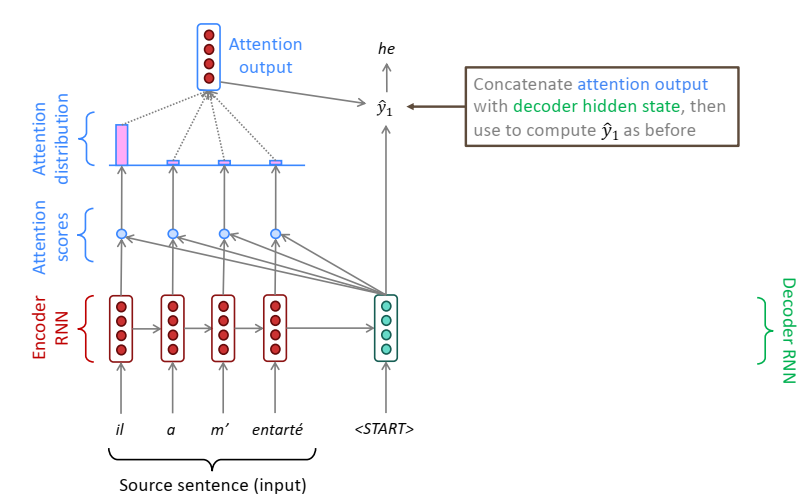 Attention
output
he
ŷ₁
Concatenate attention output
with decoder hidden state, then
use to compute ŷ₁ as before
Attention
distribution
Attention
scores
Encoder
RNN
Decoder RNN
il
a
m’
entarté
<START>
Source sentence (input)